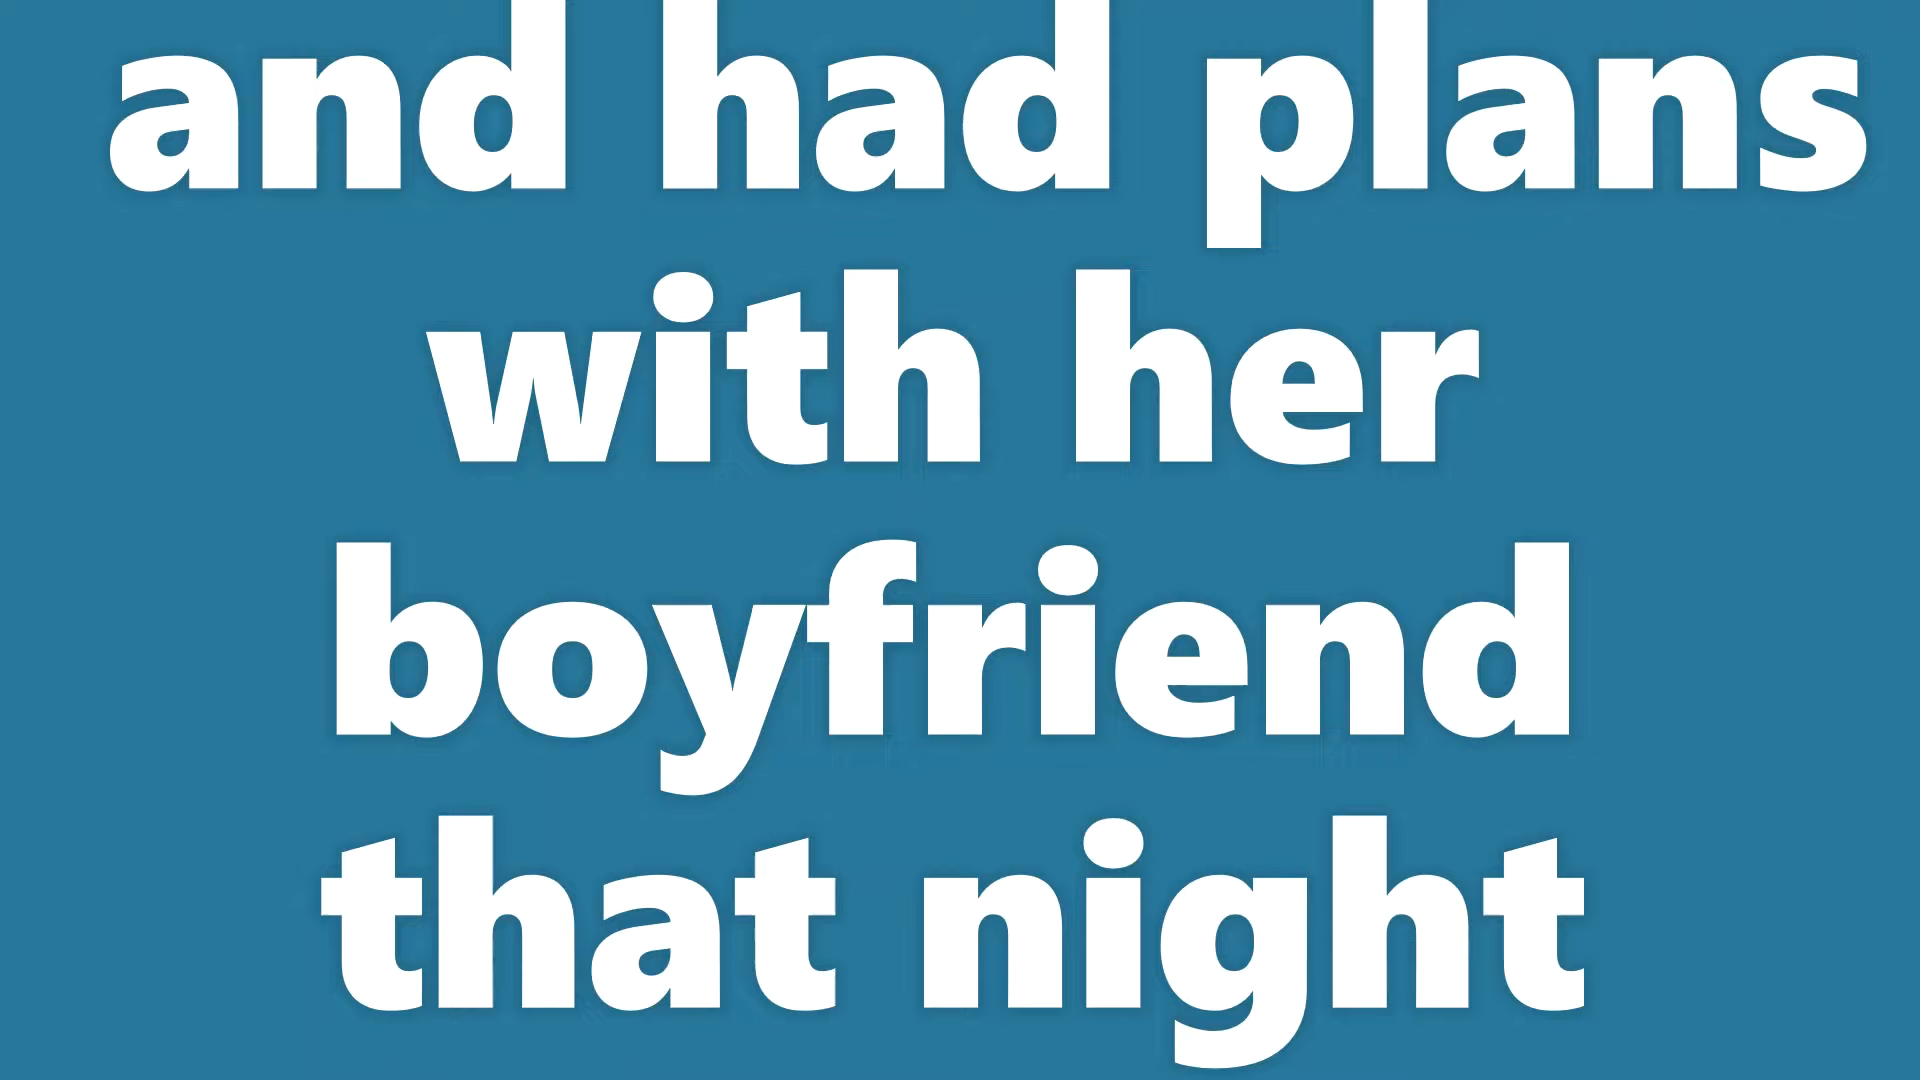 and had plans
with her
boyfriend
that night